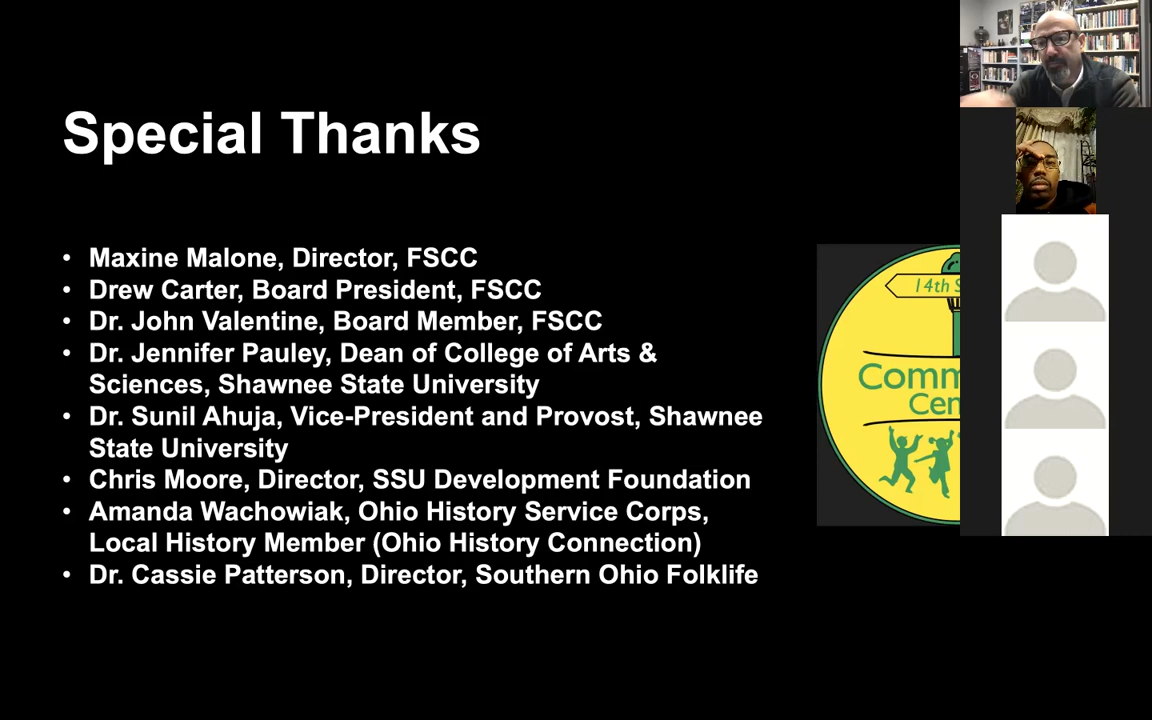 Special Thanks
• Maxine Malone, Director, FSCC
• Drew Carter, Board President, FSCC
• Dr. John Valentine, Board Member, FSCC
• Dr. Jennifer Pauley, Dean of College of Arts &
Sciences, Shawnee State University
• Dr. Sunil Ahuja, Vice-President and Provost, Shawnee
State University
• Chris Moore, Director, SSU Development Foundation
• Amanda Wachowiak, Ohio History Service Corps,
Local History Member (Ohio History Connection)
• Dr. Cassie Patterson, Director, Southern Ohio Folklife
14th S
Comm
Cen